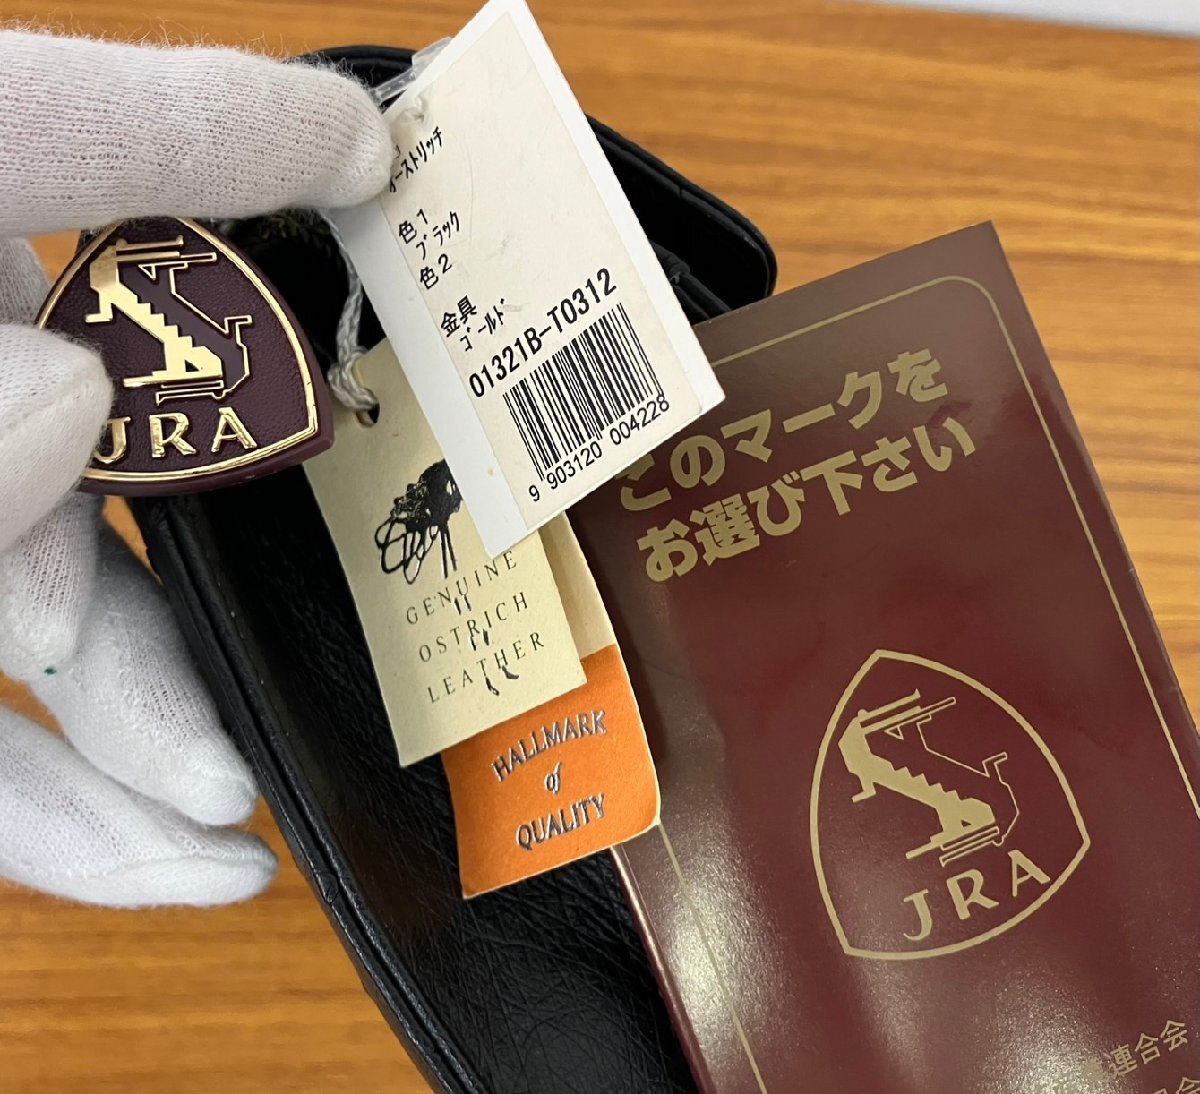 オーストリッチ
色1
ブラック
色2
金具
ゴールド
01321B-T0312
9 903120 004228
JRA
GENUINE
OSTRICH
LEATHER
HALLMARK
of
QUALITY
このマークを
お選び下さい
JRA
連合会